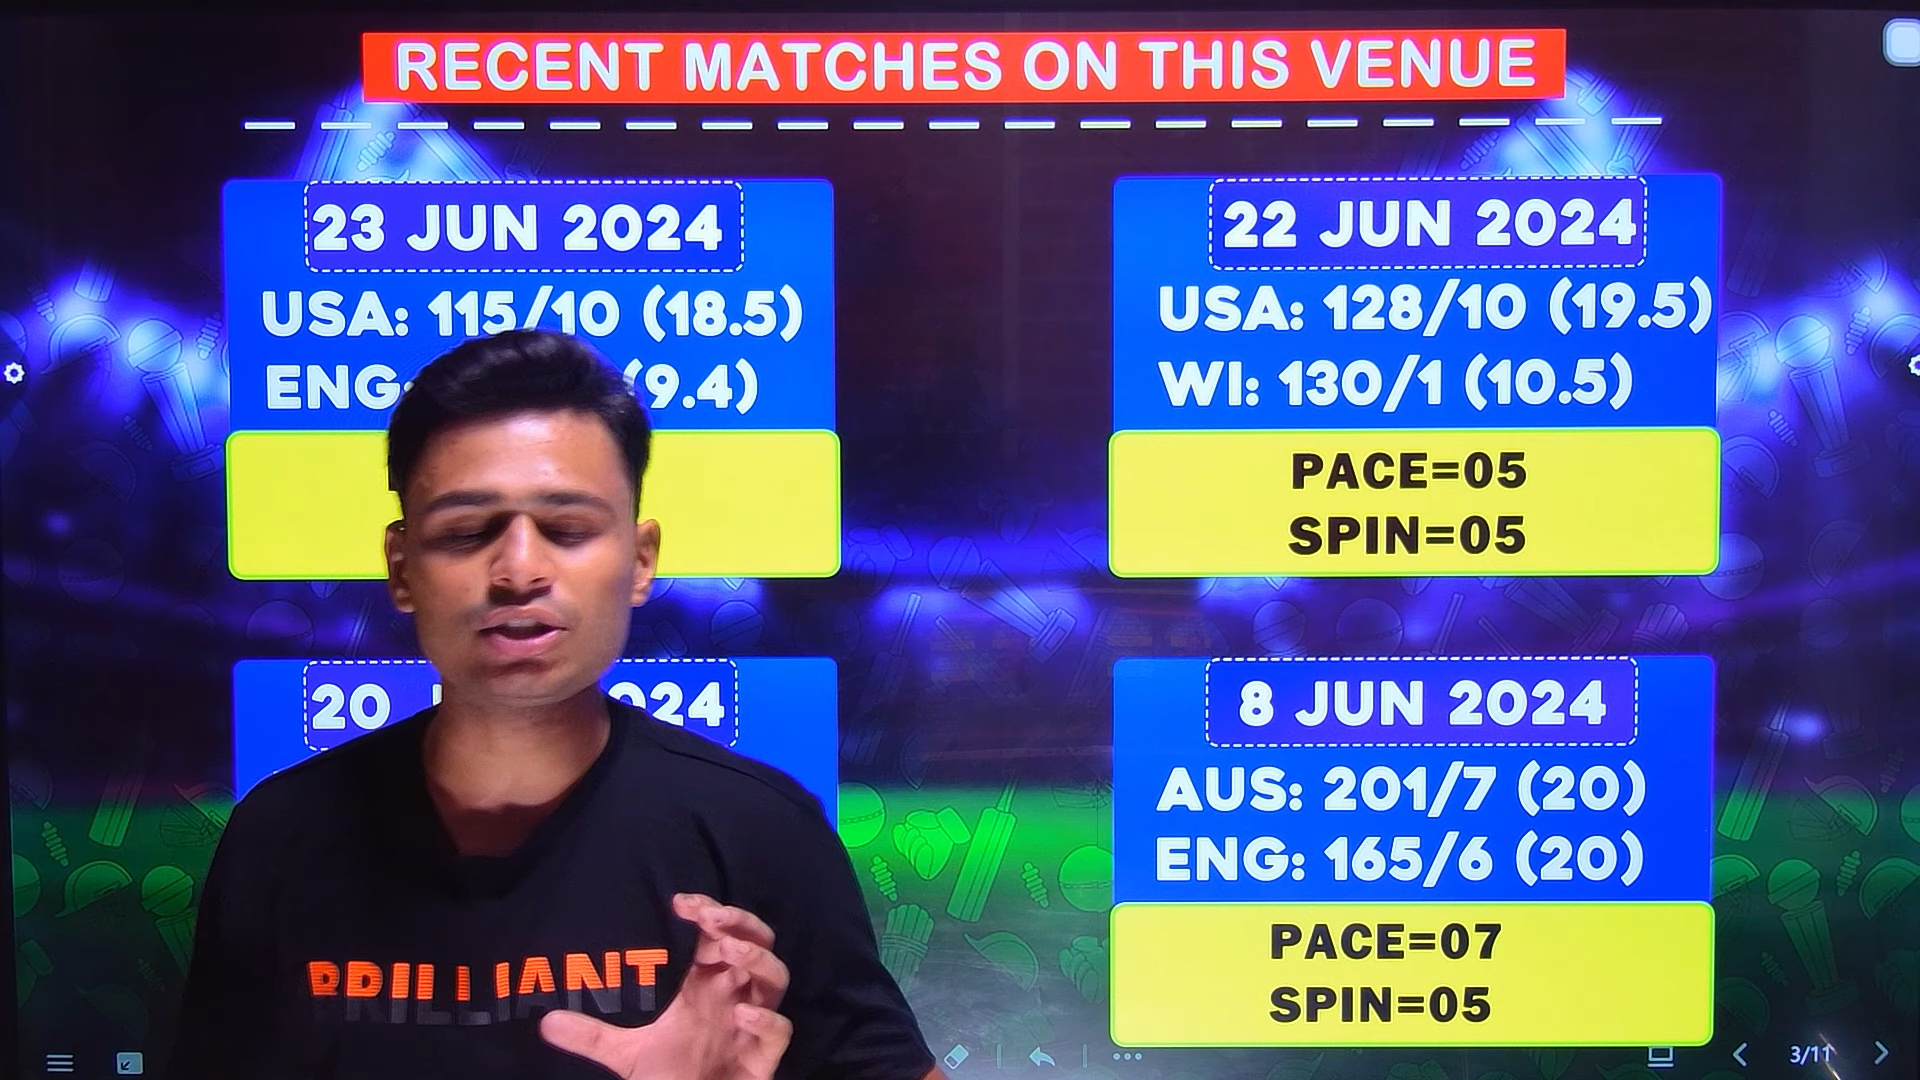 RECENT MATCHES ON THIS VENUE
23 JUN 2024
USA: 115/10 (18.5)
ENG: (9.4)
22 JUN 2024
USA: 128/10 (19.5)
WI: 130/1 (10.5)
PACE=05
SPIN=05
20 2024
8 JUN 2024
AUS: 201/7 (20)
ENG: 165/6 (20)
PACE=07
SPIN=05
BRILLIANT
3/11